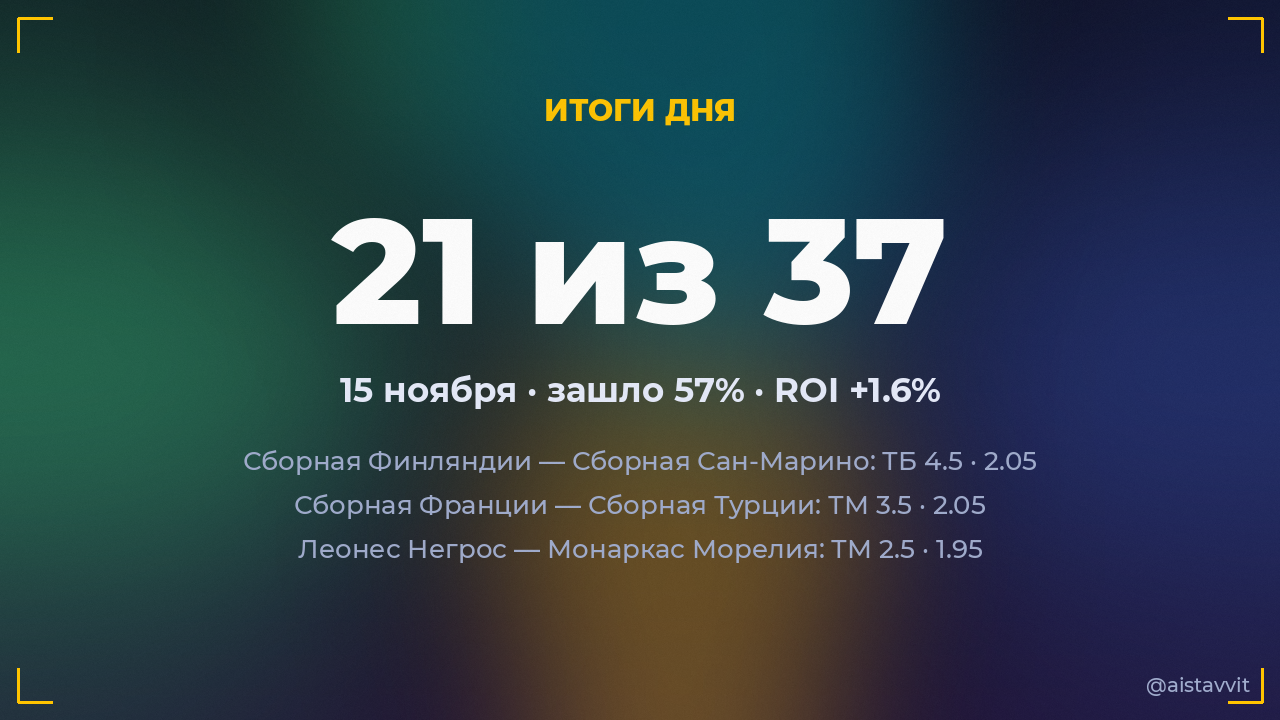 ИТОГИ ДНЯ
21 из 37
15 ноября · зашло 57% · ROI +1.6%
Сборная Финляндии — Сборная Сан-Марино: ТБ 4.5 · 2.05
Сборная Франции — Сборная Турции: ТМ 3.5 · 2.05
Леонес Негрос — Монаркас Морелия: ТМ 2.5 · 1.95
@aistavvit